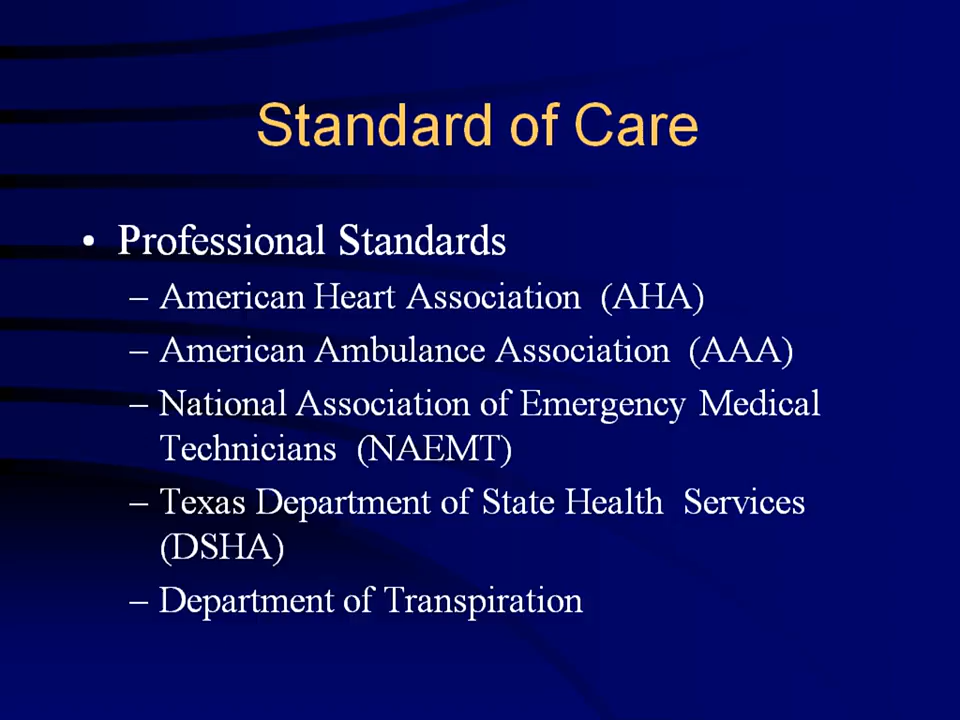 Standard of Care
• Professional Standards
– American Heart Association (AHA)
– American Ambulance Association (AAA)
– National Association of Emergency Medical
Technicians (NAEMT)
– Texas Department of State Health Services
(DSHA)
– Department of Transpiration